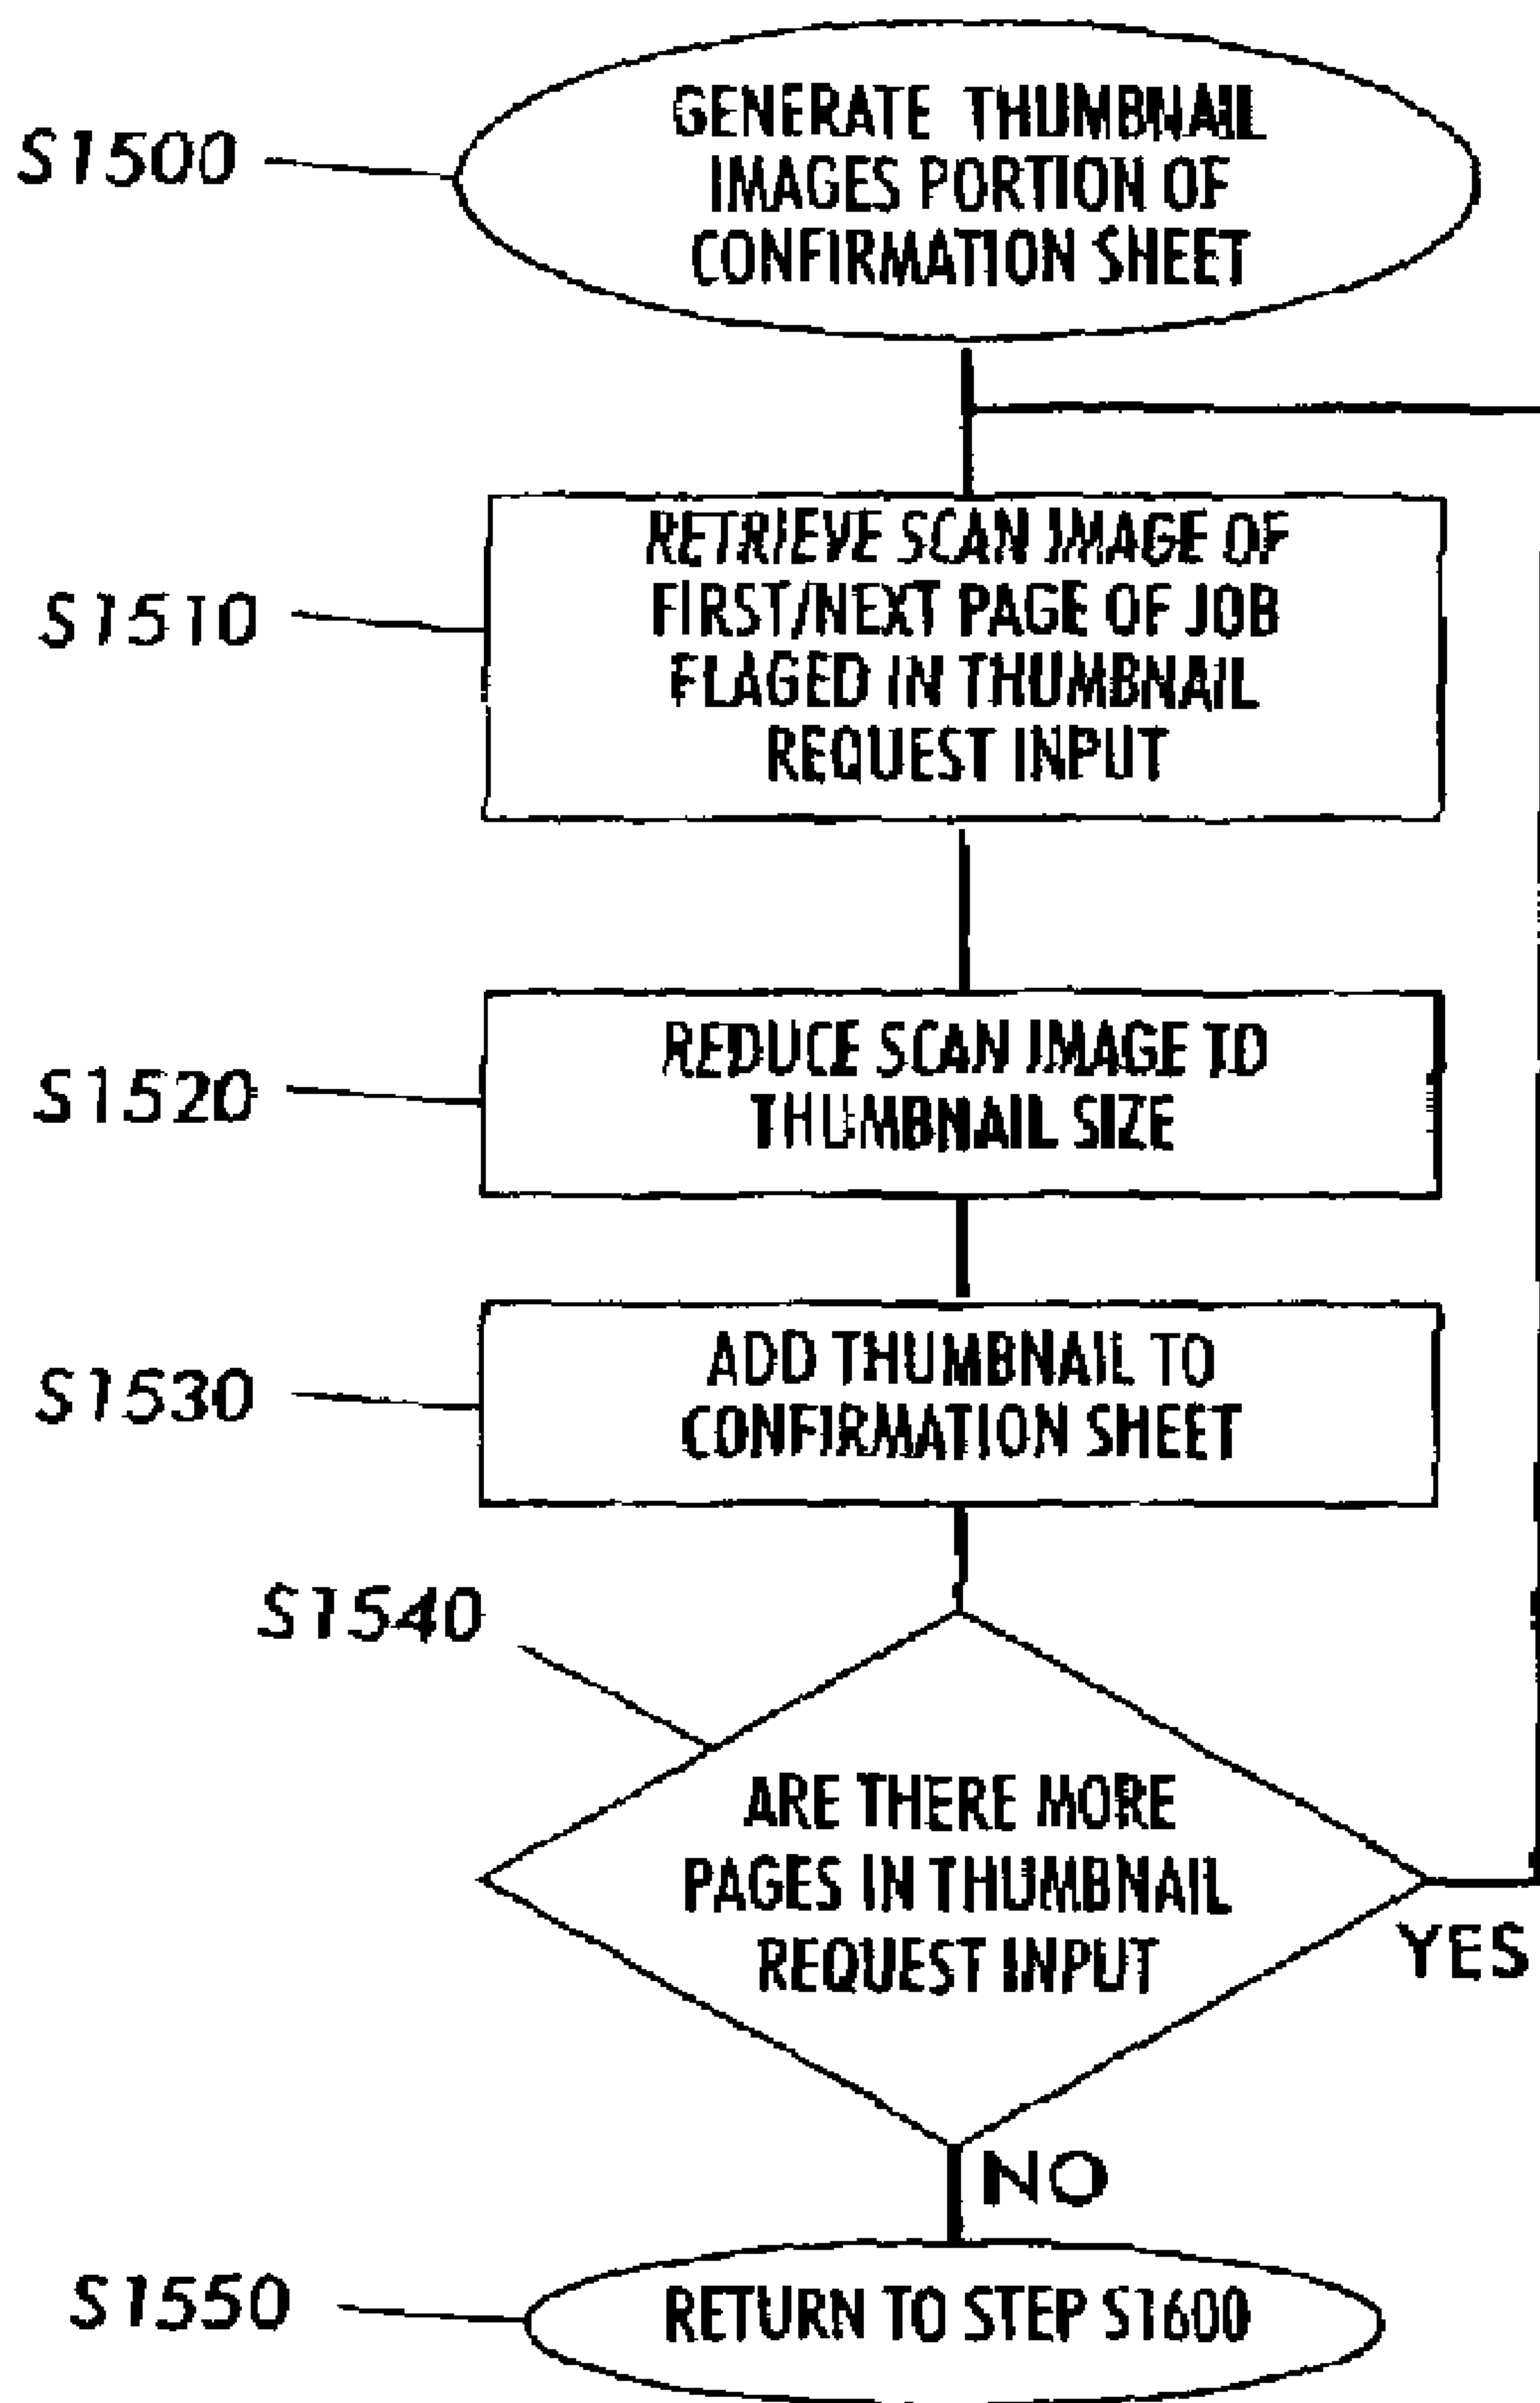 S1500
GENERATE THUMBNAIL
IMAGES PORTION OF
CONFIRMATION SHEET
S1510
RETRIEVE SCAN IMAGE OF
FIRST/NEXT PAGE OF JOB
FLAGED IN THUMBNAIL
REQUEST INPUT
S1520
REDUCE SCAN IMAGE TO
THUMBNAIL SIZE
S1530
ADD THUMBNAIL TO
CONFIRMATION SHEET
S1540
ARE THERE MORE
PAGES IN THUMBNAIL
REQUEST INPUT
YES
NO
S1550
RETURN TO STEP S1600